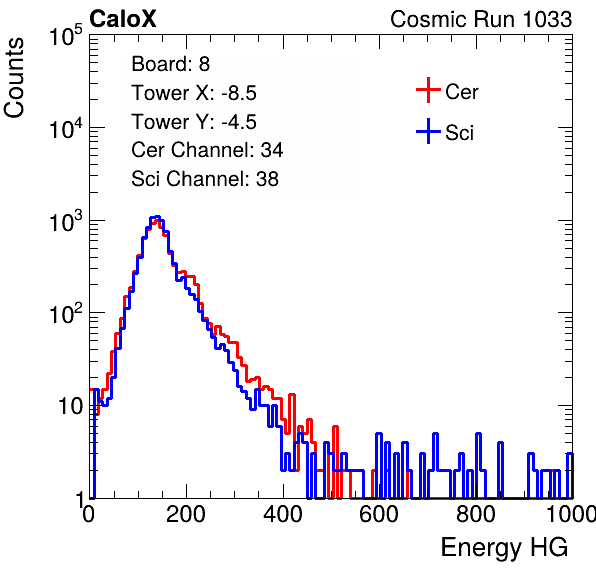 CaloX Cosmic Run 1033
Counts
Board: 8
Tower X: -8.5
Tower Y: -4.5
Cer Channel: 34
Sci Channel: 38
Cer
Sci
10^5
10^4
10^3
10^2
10
1
0 200 400 600 800 1000
Energy HG